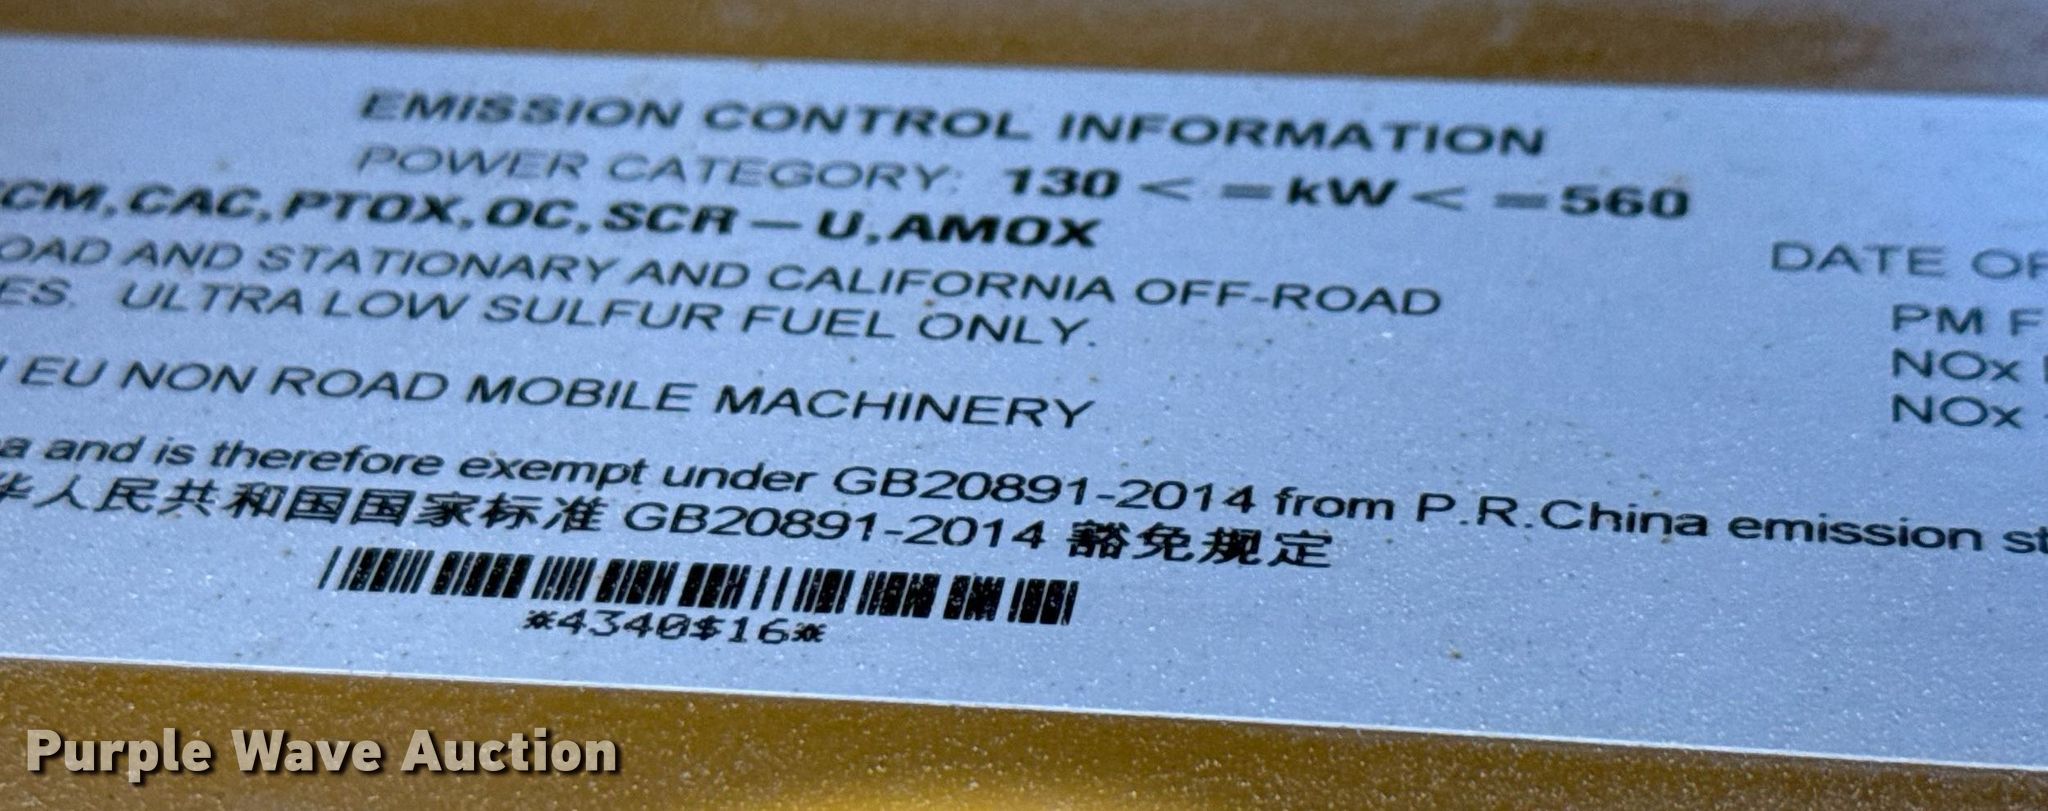 EMISSION CONTROL INFORMATION
POWER CATEGORY: 130 < =kW < =560
CM,CAC,PTOX,OC,SCR – U,AMOX
OAD AND STATIONARY AND CALIFORNIA OFF-ROAD
DATE OF
ES. ULTRA LOW SULFUR FUEL ONLY.
PM F
EU NON ROAD MOBILE MACHINERY
NOx
NOx
a and is therefore exempt under GB20891-2014 from P.R.China emission st
华人民共和国国家标准 GB20891-2014 豁免规定
*4340$16*
Purple Wave Auction